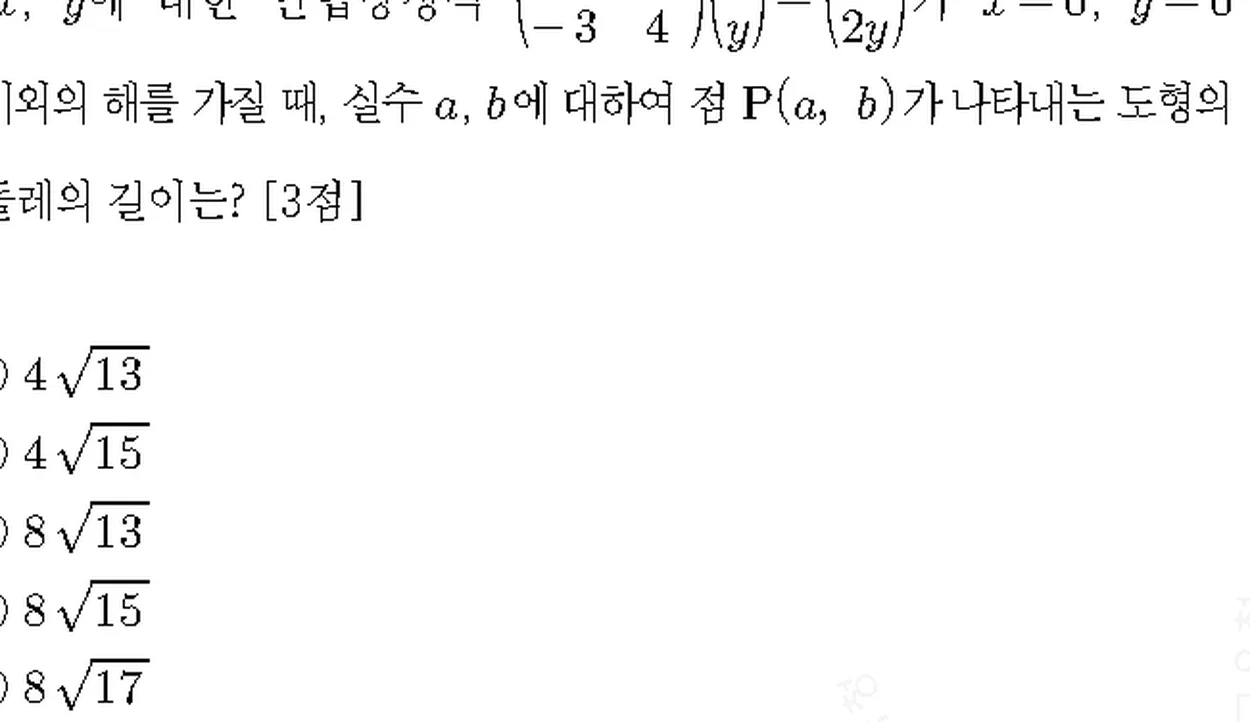 x, y에 대한 연립방정식 (−3 4)(y)=(2y)가 x=0, y=0
이외의 해를 가질 때, 실수 a, b에 대하여 점 P(a, b)가 나타내는 도형의
둘레의 길이는? [3점]
4√13
4√15
8√13
8√15
8√17